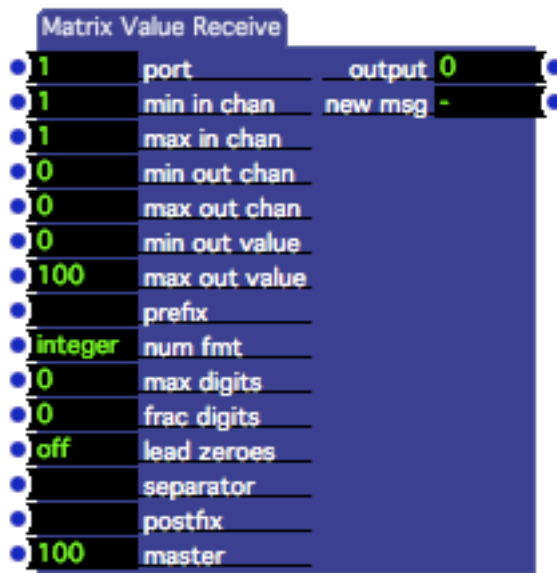 Matrix Value Receive
1 port output 0
1 min in chan new msg -
1 max in chan
0 min out chan
0 max out chan
0 min out value
100 max out value
prefix
integer num fmt
0 max digits
0 frac digits
off lead zeroes
separator
postfix
100 master